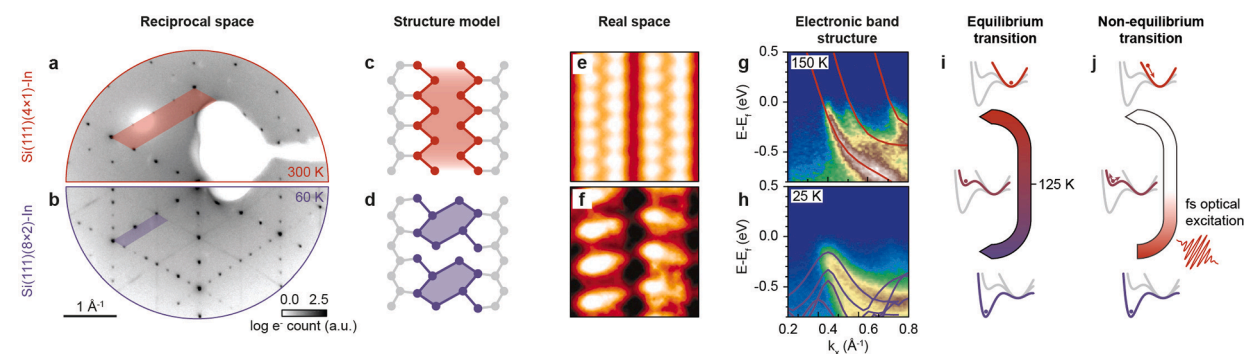 Reciprocal space
Structure model
Real space
Electronic band
structure
Equilibrium
transition
Non-equilibrium
transition
Si(111)(4×1)-In
Si(111)(8×2)-In
a
300 K
b
60 K
1 Å-1
0.0 2.5
log e- count (a.u.)
c
d
e
f
g
150 K
0.5
0.0
-0.5
E-Ef (eV)
h
25 K
0.5
0.0
-0.5
E-Ef (eV)
0.2 0.4 0.6 0.8
kx (Å-1)
i
125 K
j
fs optical
excitation